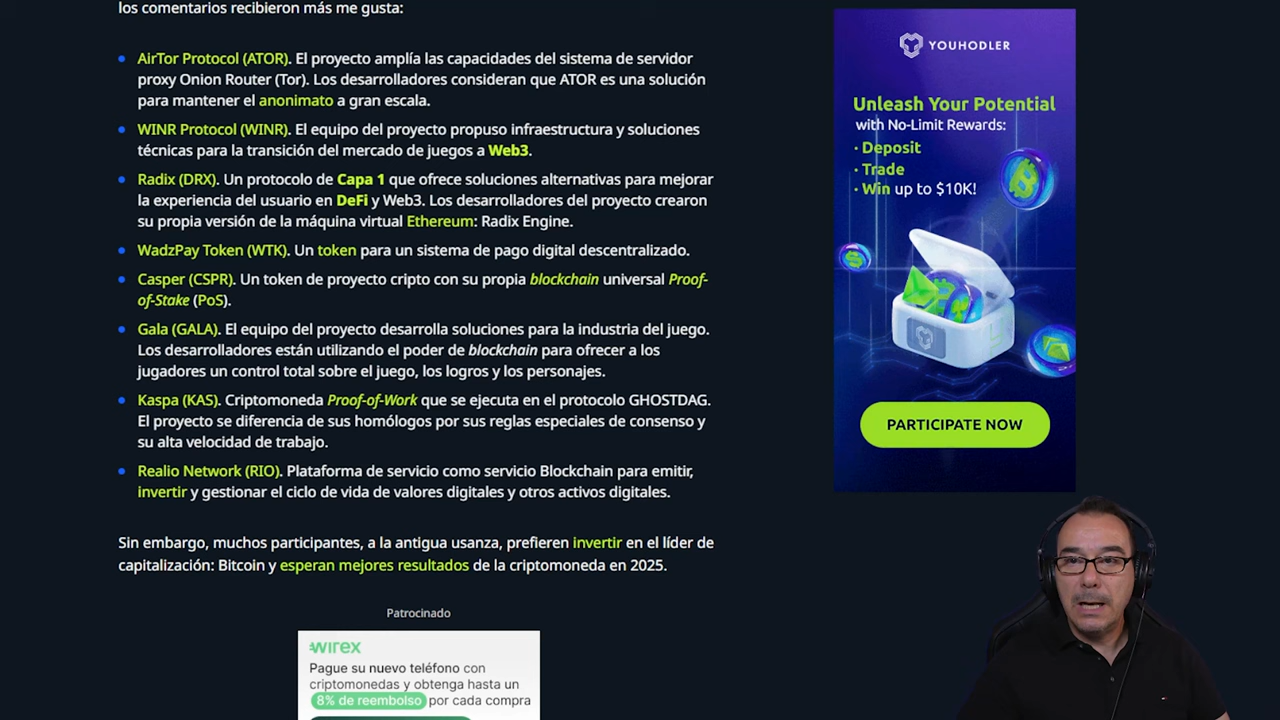 los comentarios recibieron más me gusta:
AirTor Protocol (ATOR). El proyecto amplía las capacidades del sistema de servidor
proxy Onion Router (Tor). Los desarrolladores consideran que ATOR es una solución
para mantener el anonimato a gran escala.
WINR Protocol (WINR). El equipo del proyecto propuso infraestructura y soluciones
técnicas para la transición del mercado de juegos a Web3.
Radix (DRX). Un protocolo de Capa 1 que ofrece soluciones alternativas para mejorar
la experiencia del usuario en DeFi y Web3. Los desarrolladores del proyecto crearon
su propia versión de la máquina virtual Ethereum: Radix Engine.
WadzPay Token (WTK). Un token para un sistema de pago digital descentralizado.
Casper (CSPR). Un token de proyecto cripto con su propia blockchain universal Proof-
of-Stake (PoS).
Gala (GALA). El equipo del proyecto desarrolla soluciones para la industria del juego.
Los desarrolladores están utilizando el poder de blockchain para ofrecer a los
jugadores un control total sobre el juego, los logros y los personajes.
Kaspa (KAS). Criptomoneda Proof-of-Work que se ejecuta en el protocolo GHOSTDAG.
El proyecto se diferencia de sus homólogos por sus reglas especiales de consenso y
su alta velocidad de trabajo.
Realio Network (RIO). Plataforma de servicio como servicio Blockchain para emitir,
invertir y gestionar el ciclo de vida de valores digitales y otros activos digitales.
Sin embargo, muchos participantes, a la antigua usanza, prefieren invertir en el líder de
capitalización: Bitcoin y esperan mejores resultados de la criptomoneda en 2025.
Patrocinado
wirex
Pague su nuevo teléfono con
criptomonedas y obtenga hasta un
8% de reembolso por cada compra
YOUHODLER
Unleash Your Potential
with No-Limit Rewards:
· Deposit
· Trade
· Win up to $10K!
PARTICIPATE NOW